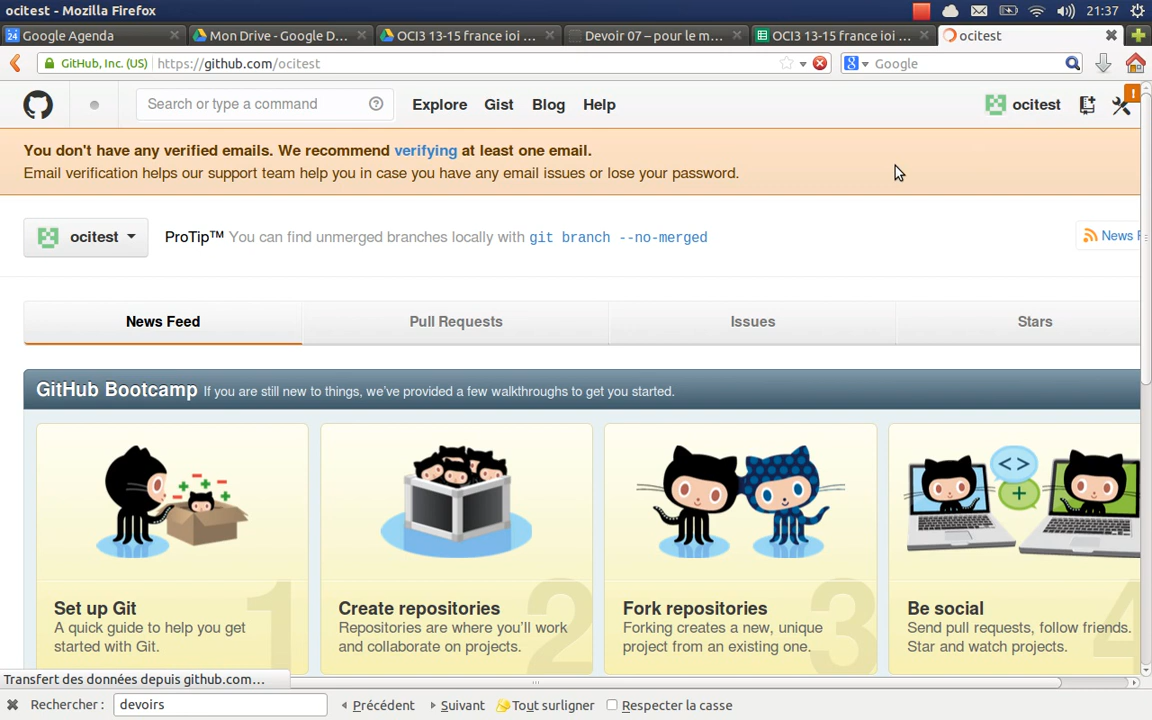 ocitest - Mozilla Firefox
21:37
24 Google Agenda
Mon Drive - Google D...
OCI3 13-15 france ioi ...
Devoir 07 – pour le m...
OCI3 13-15 france ioi ...
ocitest
GitHub, Inc. (US)
https://github.com/ocitest
Google
Search or type a command
Explore
Gist
Blog
Help
ocitest
You don't have any verified emails. We recommend verifying at least one email.
Email verification helps our support team help you in case you have any email issues or lose your password.
ocitest
ProTip™ You can find unmerged branches locally with git branch --no-merged
News F
News Feed
Pull Requests
Issues
Stars
GitHub Bootcamp If you are still new to things, we've provided a few walkthroughs to get you started.
1
Set up Git
A quick guide to help you get
started with Git.
2
Create repositories
Repositories are where you'll work
and collaborate on projects.
3
Fork repositories
Forking creates a new, unique
project from an existing one.
4
Be social
Send pull requests, follow friends.
Star and watch projects.
Transfert des données depuis github.com...
Rechercher :
devoirs
Précédent
Suivant
Tout surligner
Respecter la casse